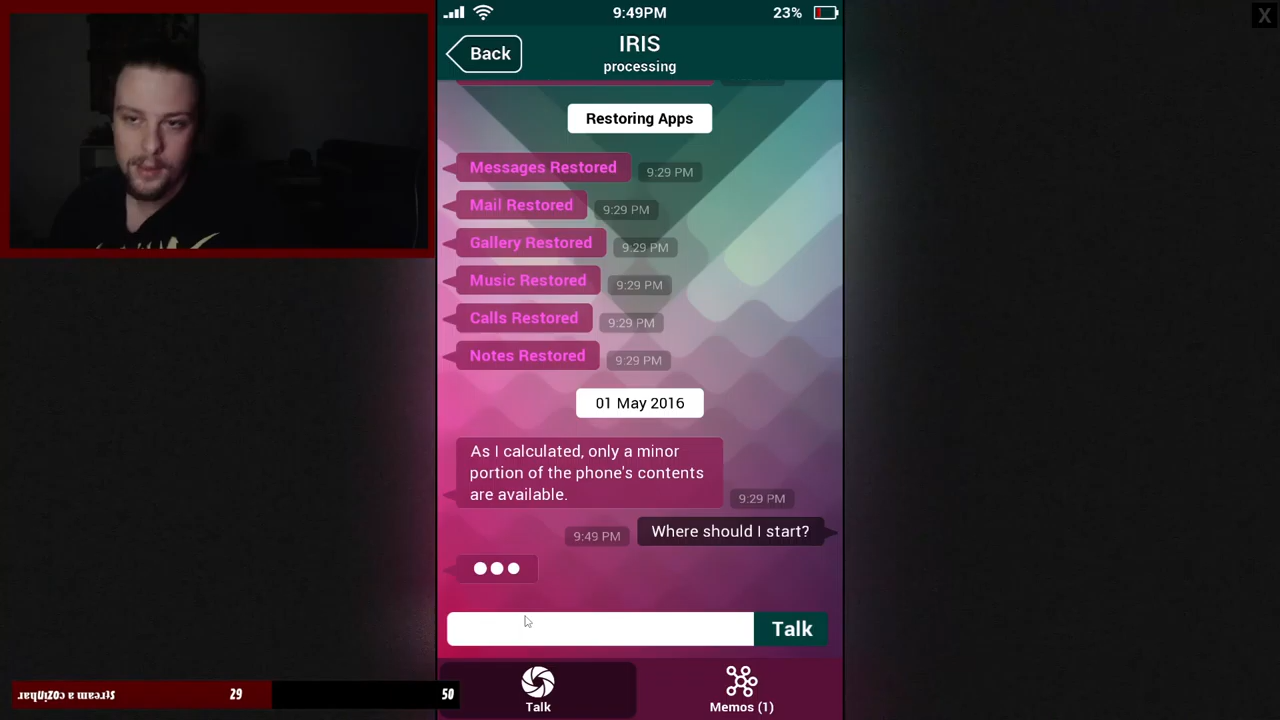 9:49PM
23%
X
Back
IRIS
processing
Restoring Apps
Messages Restored
9:29 PM
Mail Restored
9:29 PM
Gallery Restored
9:29 PM
Music Restored
9:29 PM
Calls Restored
9:29 PM
Notes Restored
9:29 PM
01 May 2016
As I calculated, only a minor
portion of the phone's contents
are available.
9:29 PM
Where should I start?
9:49 PM
Talk
Stream a cozinhar
29
50
Talk
Memos (1)